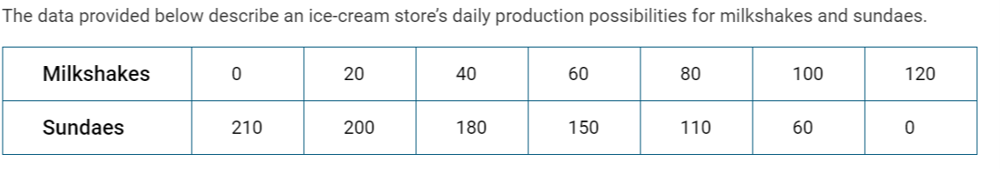 The data provided below describe an ice-cream store’s daily production possibilities for milkshakes and sundaes.
Milkshakes 0 20 40 60 80 100 120
Sundaes 210 200 180 150 110 60 0